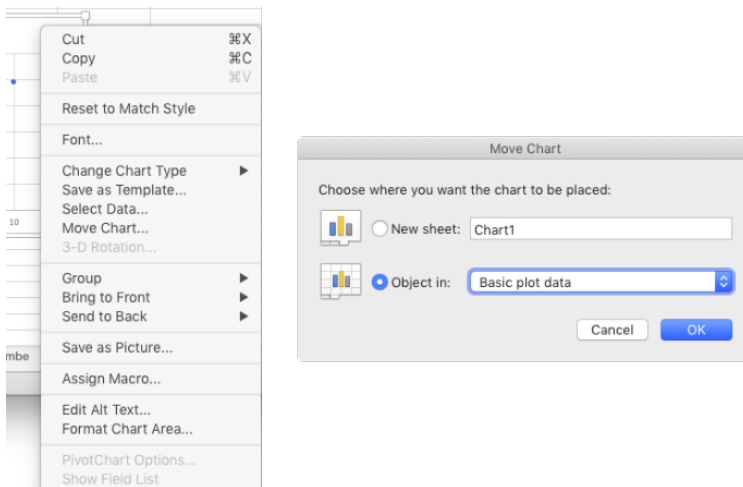 Cut ⌘X
Copy ⌘C
Paste ⌘V
Reset to Match Style
Font...
Change Chart Type
Save as Template...
Select Data...
Move Chart...
3-D Rotation...
Group
Bring to Front
Send to Back
Save as Picture...
Assign Macro...
Edit Alt Text...
Format Chart Area...
PivotChart Options...
Show Field List
10
mbe
Move Chart
Choose where you want the chart to be placed:
New sheet: Chart1
Object in: Basic plot data
Cancel OK